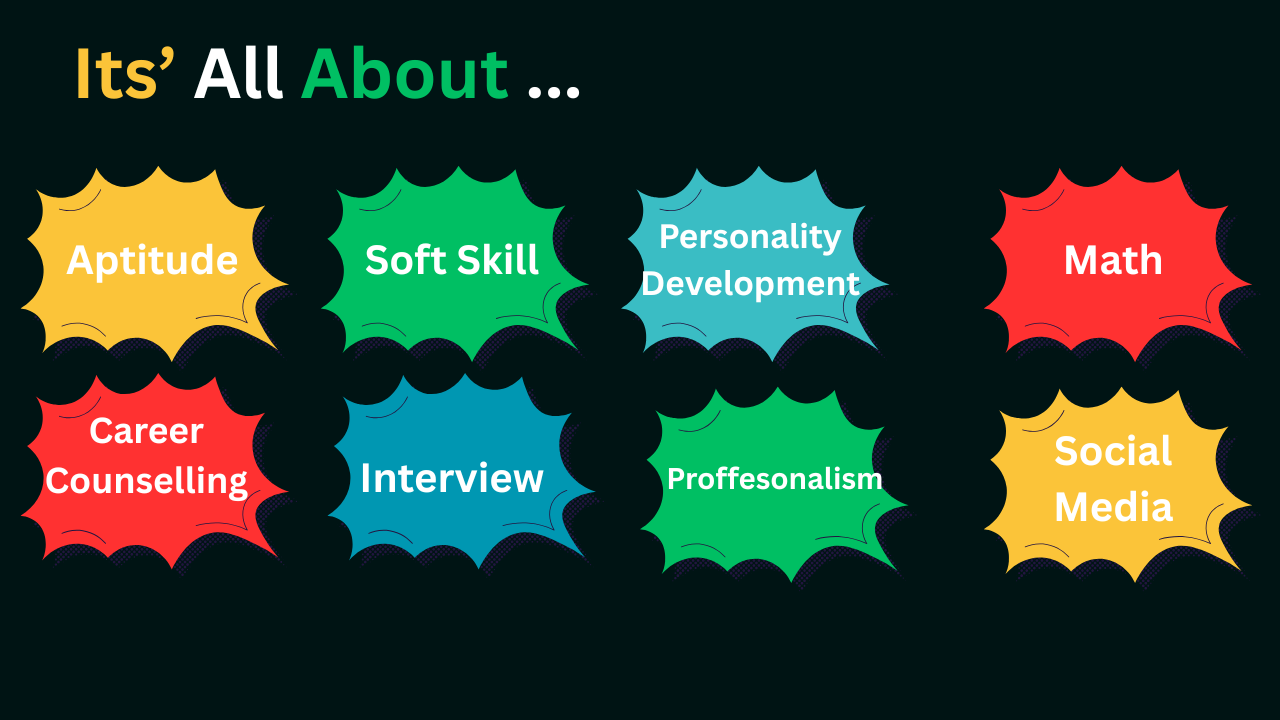 Its’ All About ...
Aptitude
Soft Skill
Personality
Development
Math
Career
Counselling
Interview
Proffesonalism
Social
Media